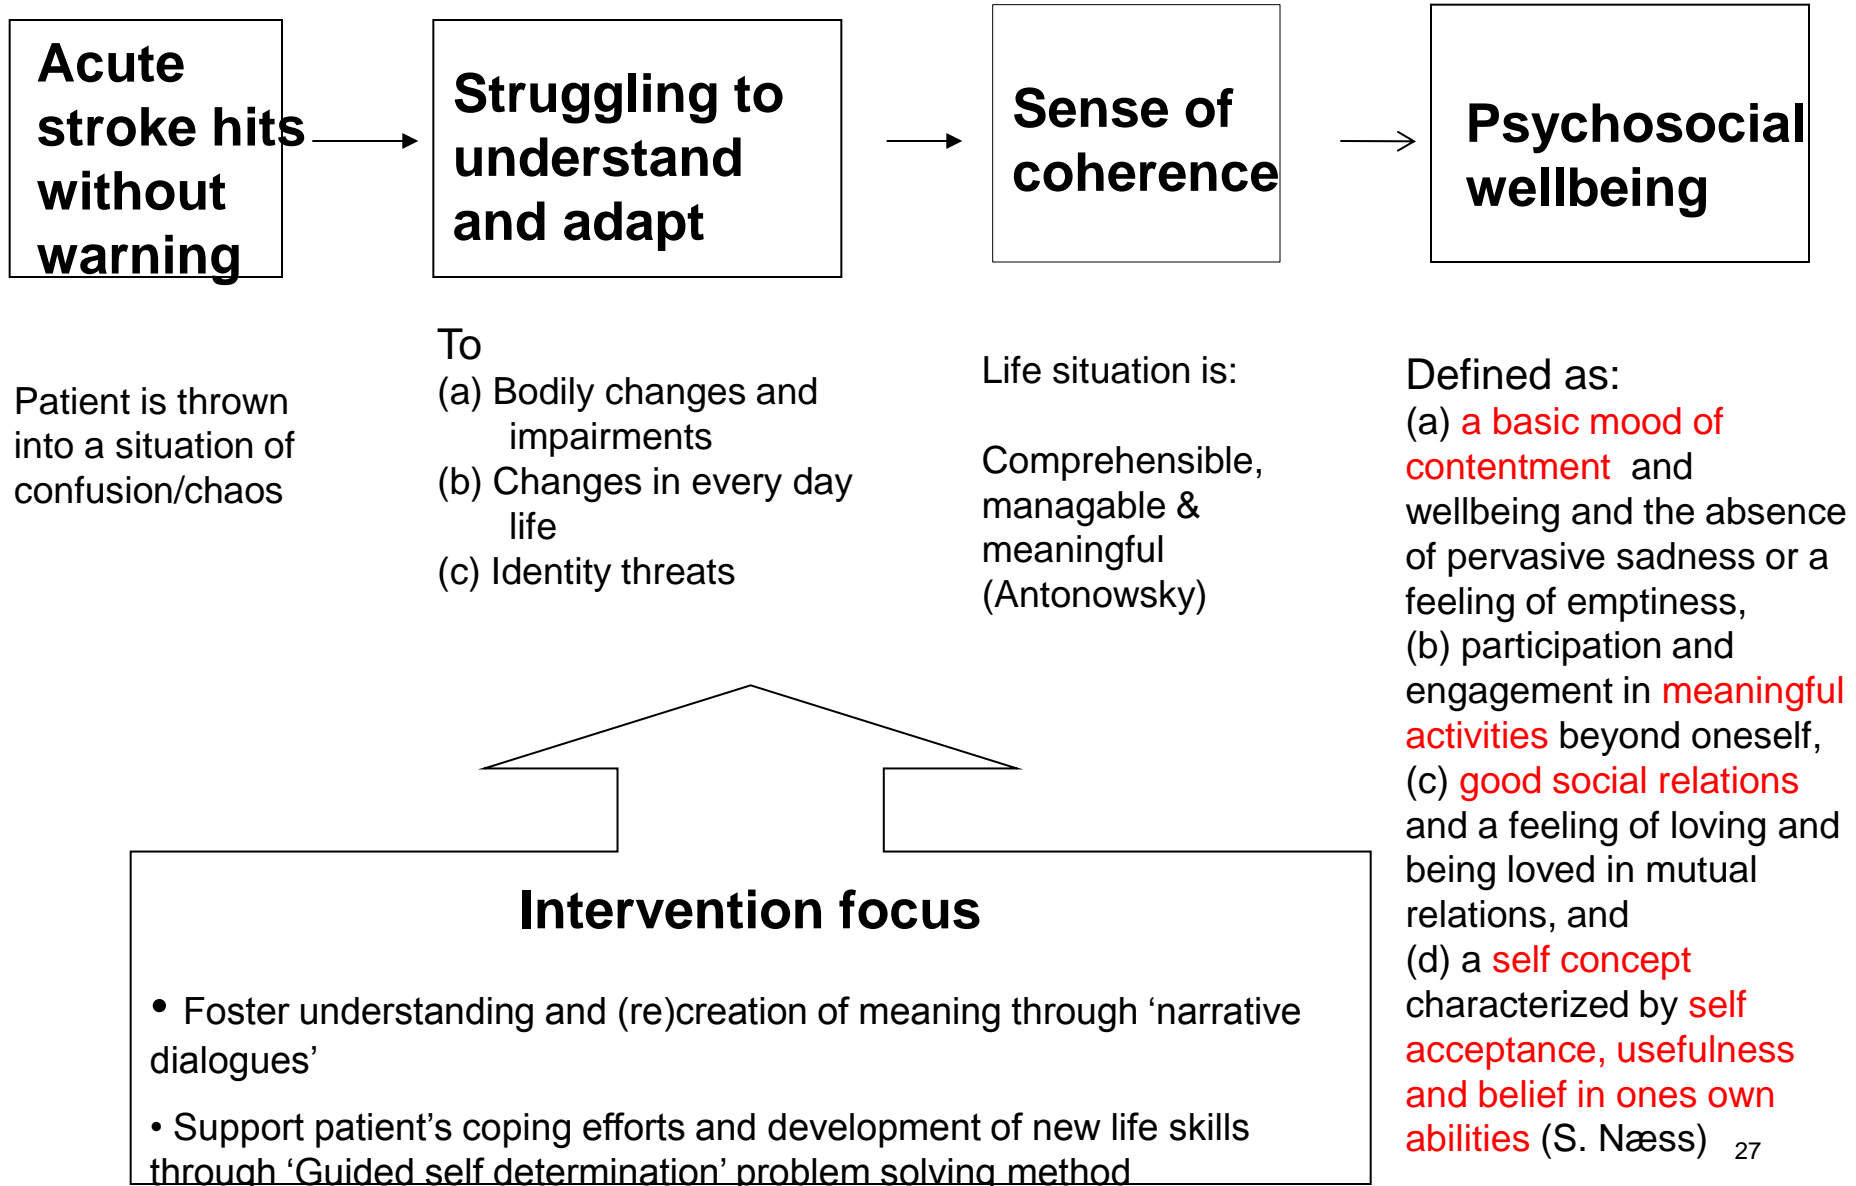 Acute
stroke hits
without
warning
Struggling to
understand
and adapt
Sense of
coherence
Psychosocial
wellbeing
Patient is thrown
into a situation of
confusion/chaos
To
(a) Bodily changes and
impairments
(b) Changes in every day
life
(c) Identity threats
Life situation is:
Comprehensible,
managable &
meaningful
(Antonowsky)
Defined as:
(a) a basic mood of
contentment and
wellbeing and the absence
of pervasive sadness or a
feeling of emptiness,
(b) participation and
engagement in meaningful
activities beyond oneself,
(c) good social relations
and a feeling of loving and
being loved in mutual
relations, and
(d) a self concept
characterized by self
acceptance, usefulness
and belief in ones own
abilities (S. Næss)
Intervention focus
• Foster understanding and (re)creation of meaning through ‘narrative
dialogues’
• Support patient’s coping efforts and development of new life skills
through ‘Guided self determination’ problem solving method
27